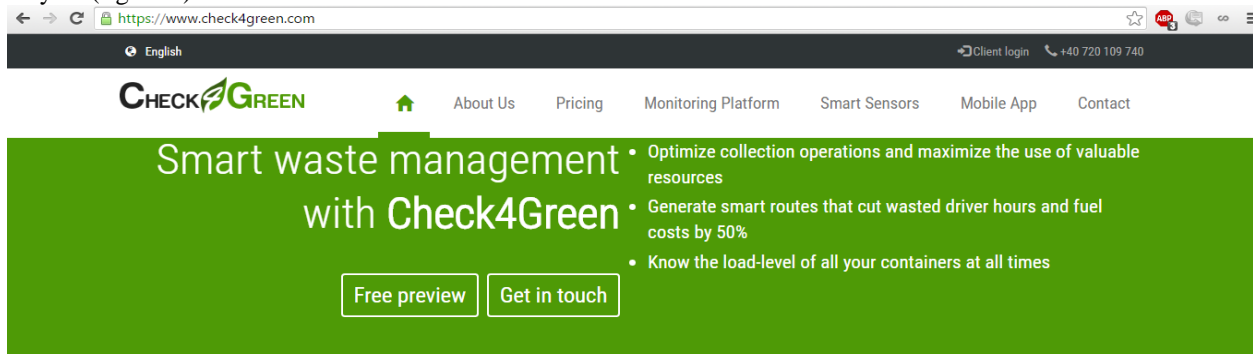 https://www.check4green.com
3
English
Client login +40 720 109 740
CHECK4GREEN
About Us Pricing Monitoring Platform Smart Sensors Mobile App Contact
Smart waste management
with Check4Green
Free preview Get in touch
• Optimize collection operations and maximize the use of valuable
resources
• Generate smart routes that cut wasted driver hours and fuel
costs by 50%
• Know the load-level of all your containers at all times